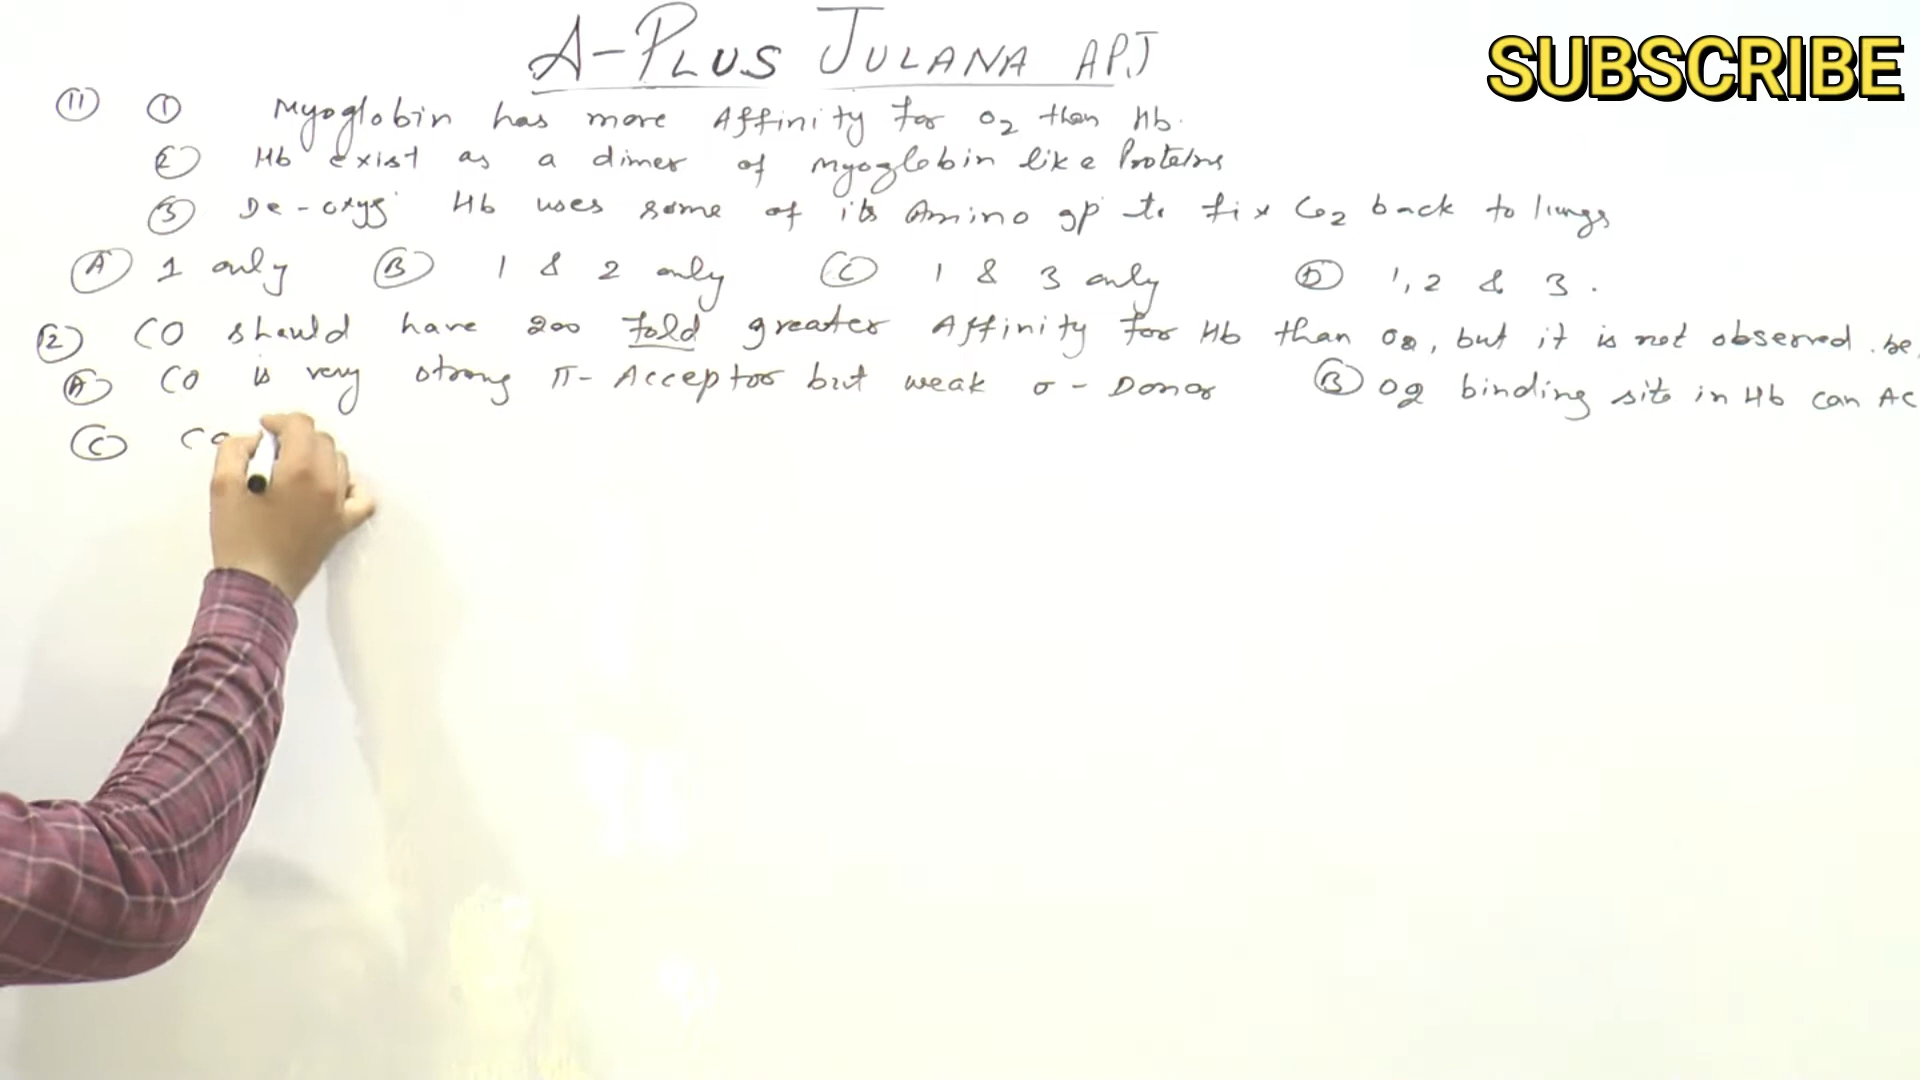 A-PLUS JULANA APJ
SUBSCRIBE
11 1 Myoglobin has more Affinity for O2 than Hb.
2 Hb exist as a dimer of myoglobin like Proteins
3 De-oxyg Hb uses some of its Amino gp to fix CO2 back to lungs
A 1 only B 1 & 2 only C 1 & 3 only D 1, 2 & 3.
2 CO should have 200 fold greater Affinity for Hb than O2, but it is not observed. be
A CO is very strong π-Acceptor but weak σ-Donor B O2 binding site in Hb can Ac
C CO